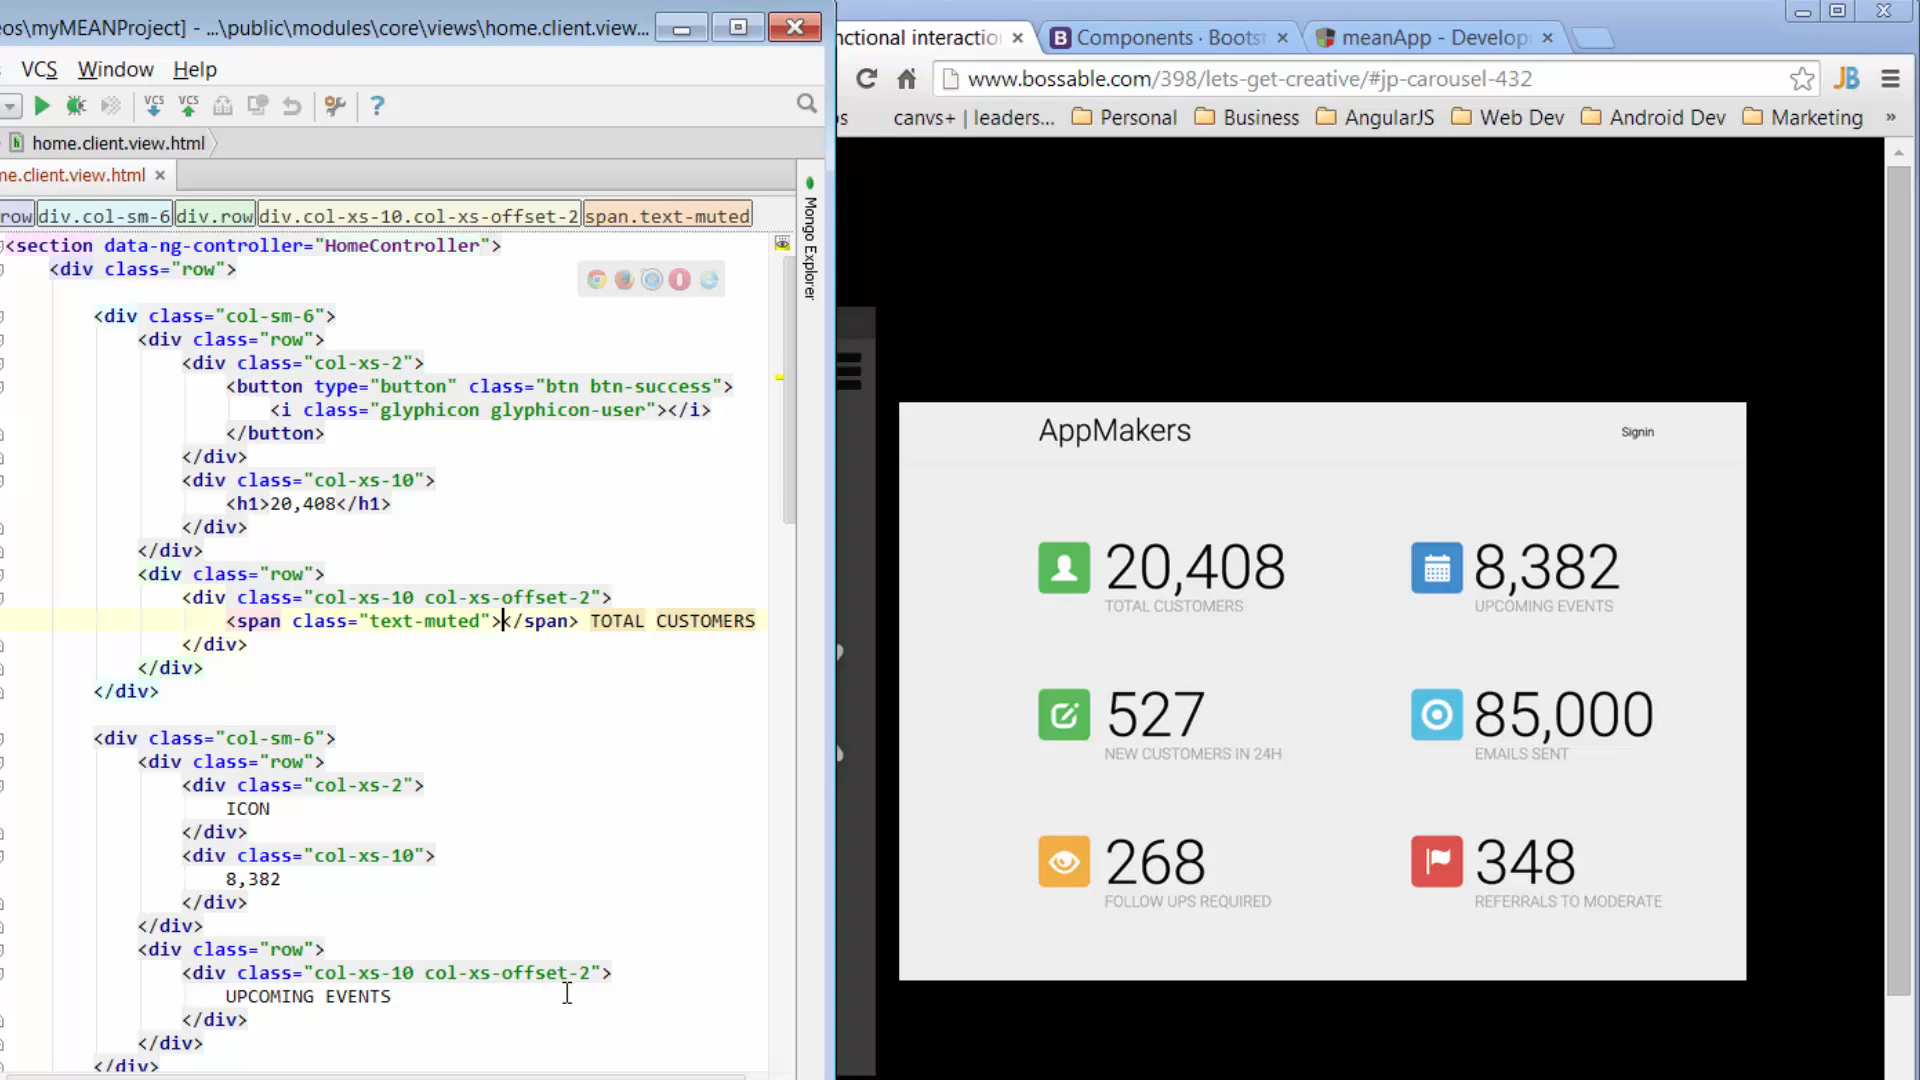 eos\myMEANProject] - ...\public\modules\core\views\home.client.view...
VCS Window Help
home.client.view.html
me.client.view.html
row div.col-sm-6 div.row div.col-xs-10.col-xs-offset-2 span.text-muted
Mongo Explorer
<section data-ng-controller="HomeController">
<div class="row">
<div class="col-sm-6">
<div class="row">
<div class="col-xs-2">
<button type="button" class="btn btn-success">
<i class="glyphicon glyphicon-user"></i>
</button>
</div>
<div class="col-xs-10">
<h1>20,408</h1>
</div>
</div>
<div class="row">
<div class="col-xs-10 col-xs-offset-2">
<span class="text-muted"></span> TOTAL CUSTOMERS
</div>
</div>
</div>
<div class="col-sm-6">
<div class="row">
<div class="col-xs-2">
ICON
</div>
<div class="col-xs-10">
8,382
</div>
</div>
<div class="row">
<div class="col-xs-10 col-xs-offset-2">
UPCOMING EVENTS
</div>
</div>
</div>
nctional interactio Components · Bootst meanApp - Develop
www.bossable.com/398/lets-get-creative/#jp-carousel-432
JB
os canvs+ | leaders... Personal Business AngularJS Web Dev Android Dev Marketing »
AppMakers Signin
20,408 8,382
TOTAL CUSTOMERS UPCOMING EVENTS
527 85,000
NEW CUSTOMERS IN 24H EMAILS SENT
268 348
FOLLOW UPS REQUIRED REFERRALS TO MODERATE